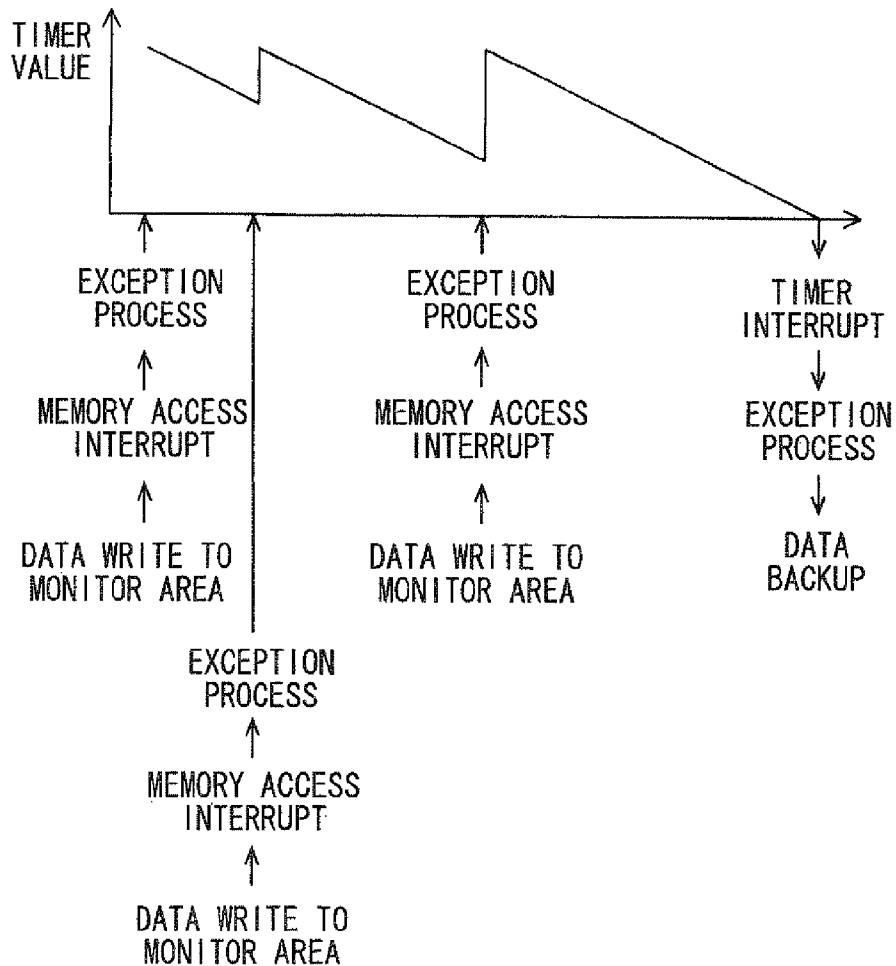 TIMER
VALUE
EXCEPTION
PROCESS
MEMORY ACCESS
INTERRUPT
DATA WRITE TO
MONITOR AREA
EXCEPTION
PROCESS
MEMORY ACCESS
INTERRUPT
DATA WRITE TO
MONITOR AREA
EXCEPTION
PROCESS
MEMORY ACCESS
INTERRUPT
DATA WRITE TO
MONITOR AREA
TIMER
INTERRUPT
EXCEPTION
PROCESS
DATA
BACKUP